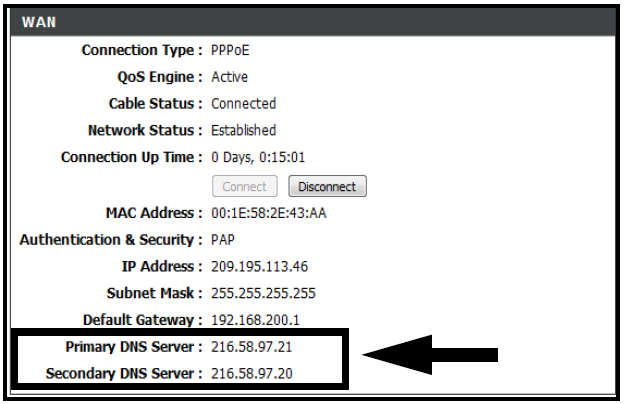 WAN
Connection Type : PPPoE
QoS Engine : Active
Cable Status : Connected
Network Status : Established
Connection Up Time : 0 Days, 0:15:01
Connect Disconnect
MAC Address : 00:1E:58:2E:43:AA
Authentication & Security : PAP
IP Address : 209.195.113.46
Subnet Mask : 255.255.255.255
Default Gateway : 192.168.200.1
Primary DNS Server : 216.58.97.21
Secondary DNS Server : 216.58.97.20